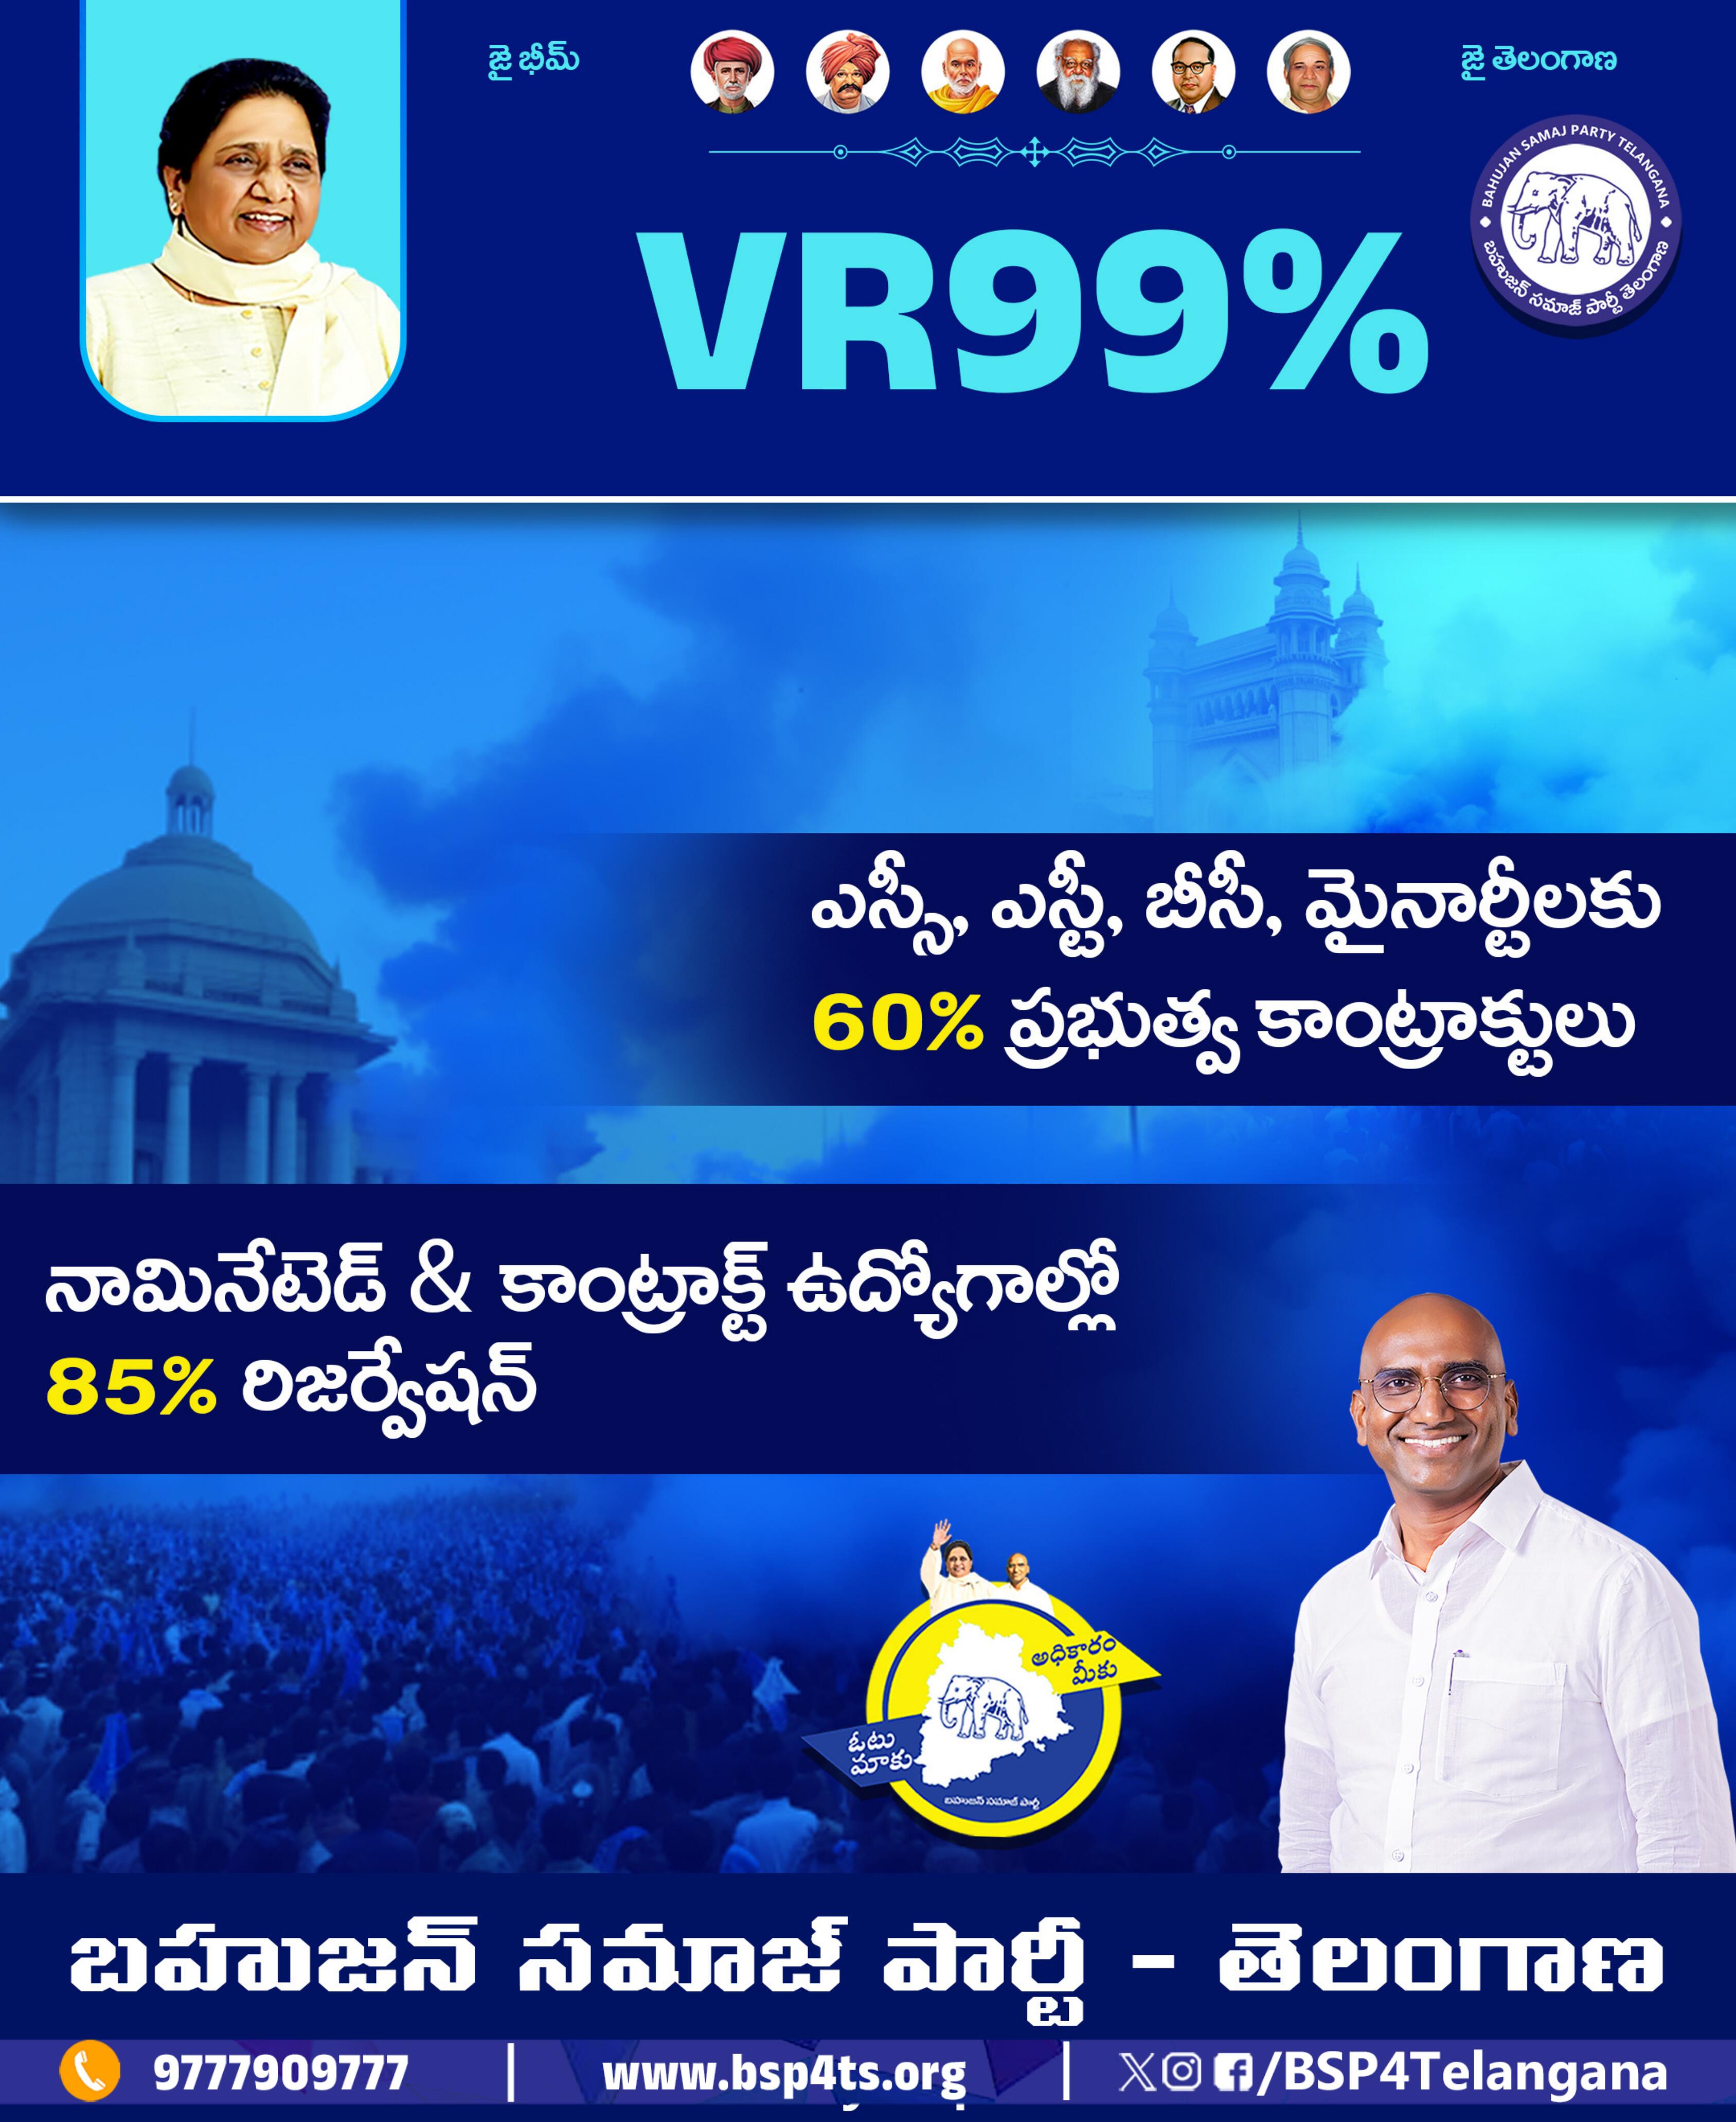 జై భీమ్
జై తెలంగాణ
BAHUJAN SAMAJ PARTY TELANGANA
బహుజన్ సమాజ్ పార్టీ తెలంగాణ
VR99%
ఎస్సీ, ఎస్టీ, బీసీ, మైనార్టీలకు
60% ప్రభుత్వ కాంట్రాక్టులు
నామినేటెడ్ & కాంట్రాక్ట్ ఉద్యోగాల్లో
85% రిజర్వేషన్
అధికారం
మీకు
ఓటు
మాకు
బహుజన్ సమాజ్ పార్టీ
బహుజన్ సమాజ్ పార్టీ - తెలంగాణ
9777909777 | www.bsp4ts.org | /BSP4Telangana